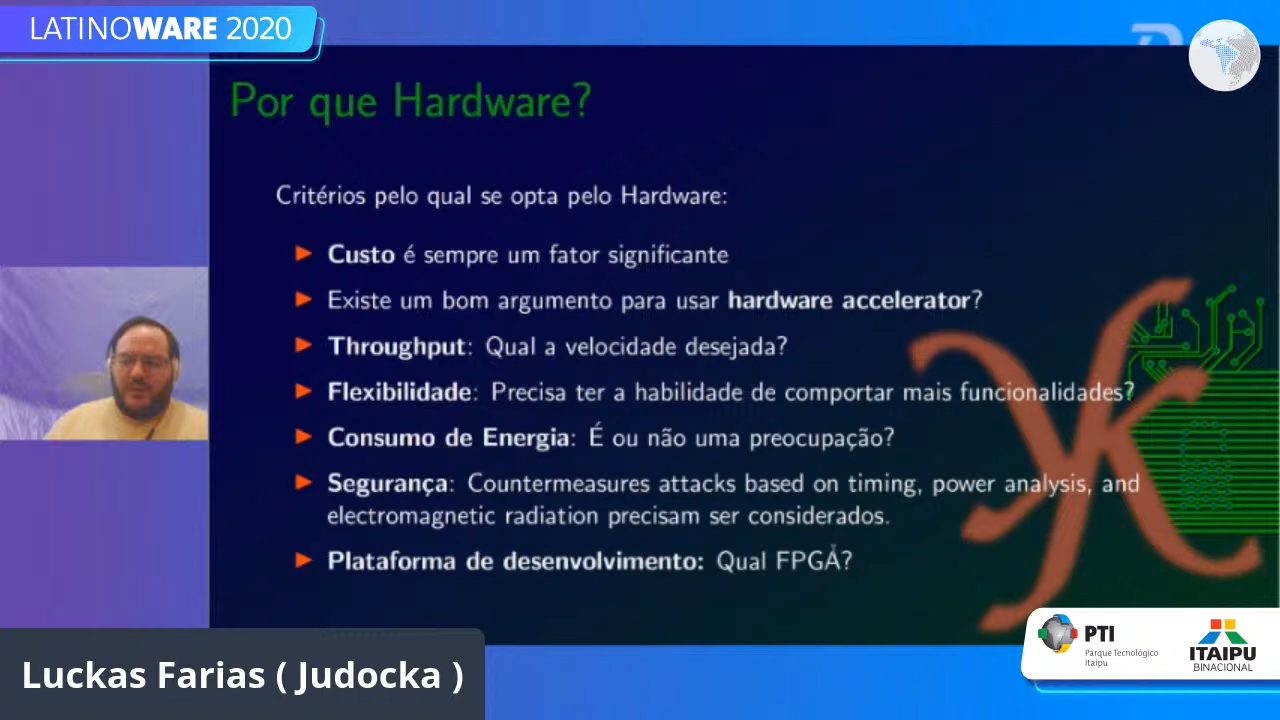 LATINOWARE 2020
Por que Hardware?
Critérios pelo qual se opta pelo Hardware:
Custo é sempre um fator significante
Existe um bom argumento para usar hardware accelerator?
Throughput: Qual a velocidade desejada?
Flexibilidade: Precisa ter a habilidade de comportar mais funcionalidades?
Consumo de Energia: É ou não uma preocupação?
Segurança: Countermeasures attacks based on timing, power analysis, and
electromagnetic radiation precisam ser considerados.
Plataforma de desenvolvimento: Qual FPGA?
Luckas Farias ( Judocka )
PTI
Parque Tecnológico
Itaipu
ITAIPU
BINACIONAL